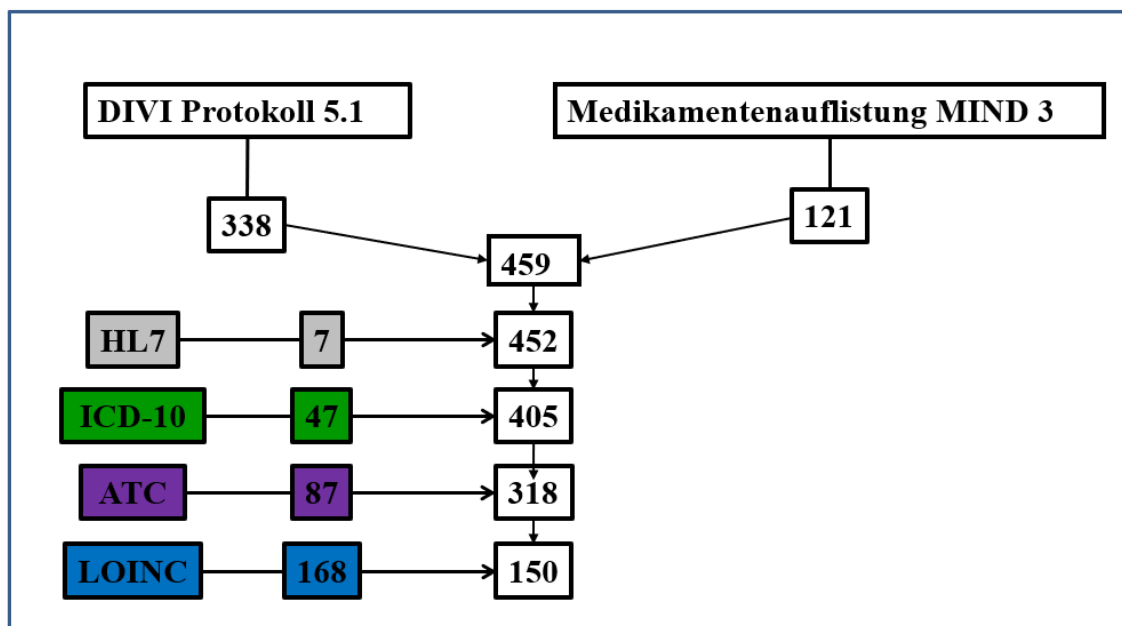 DIVI Protokoll 5.1
Medikamentenauflistung MIND 3
338
121
459
HL7
7
452
ICD-10
47
405
ATC
87
318
LOINC
168
150